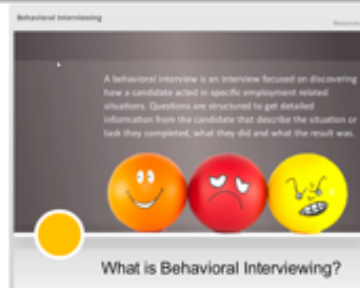 Behavioral Interviewing
Resources
A behavioral interview is an interview focused on discovering
how a candidate acted in specific employment related
situations. Questions are structured to get detailed
information from the candidate that describe the situation or
task they completed, what they did and what the result was.
What is Behavioral Interviewing?